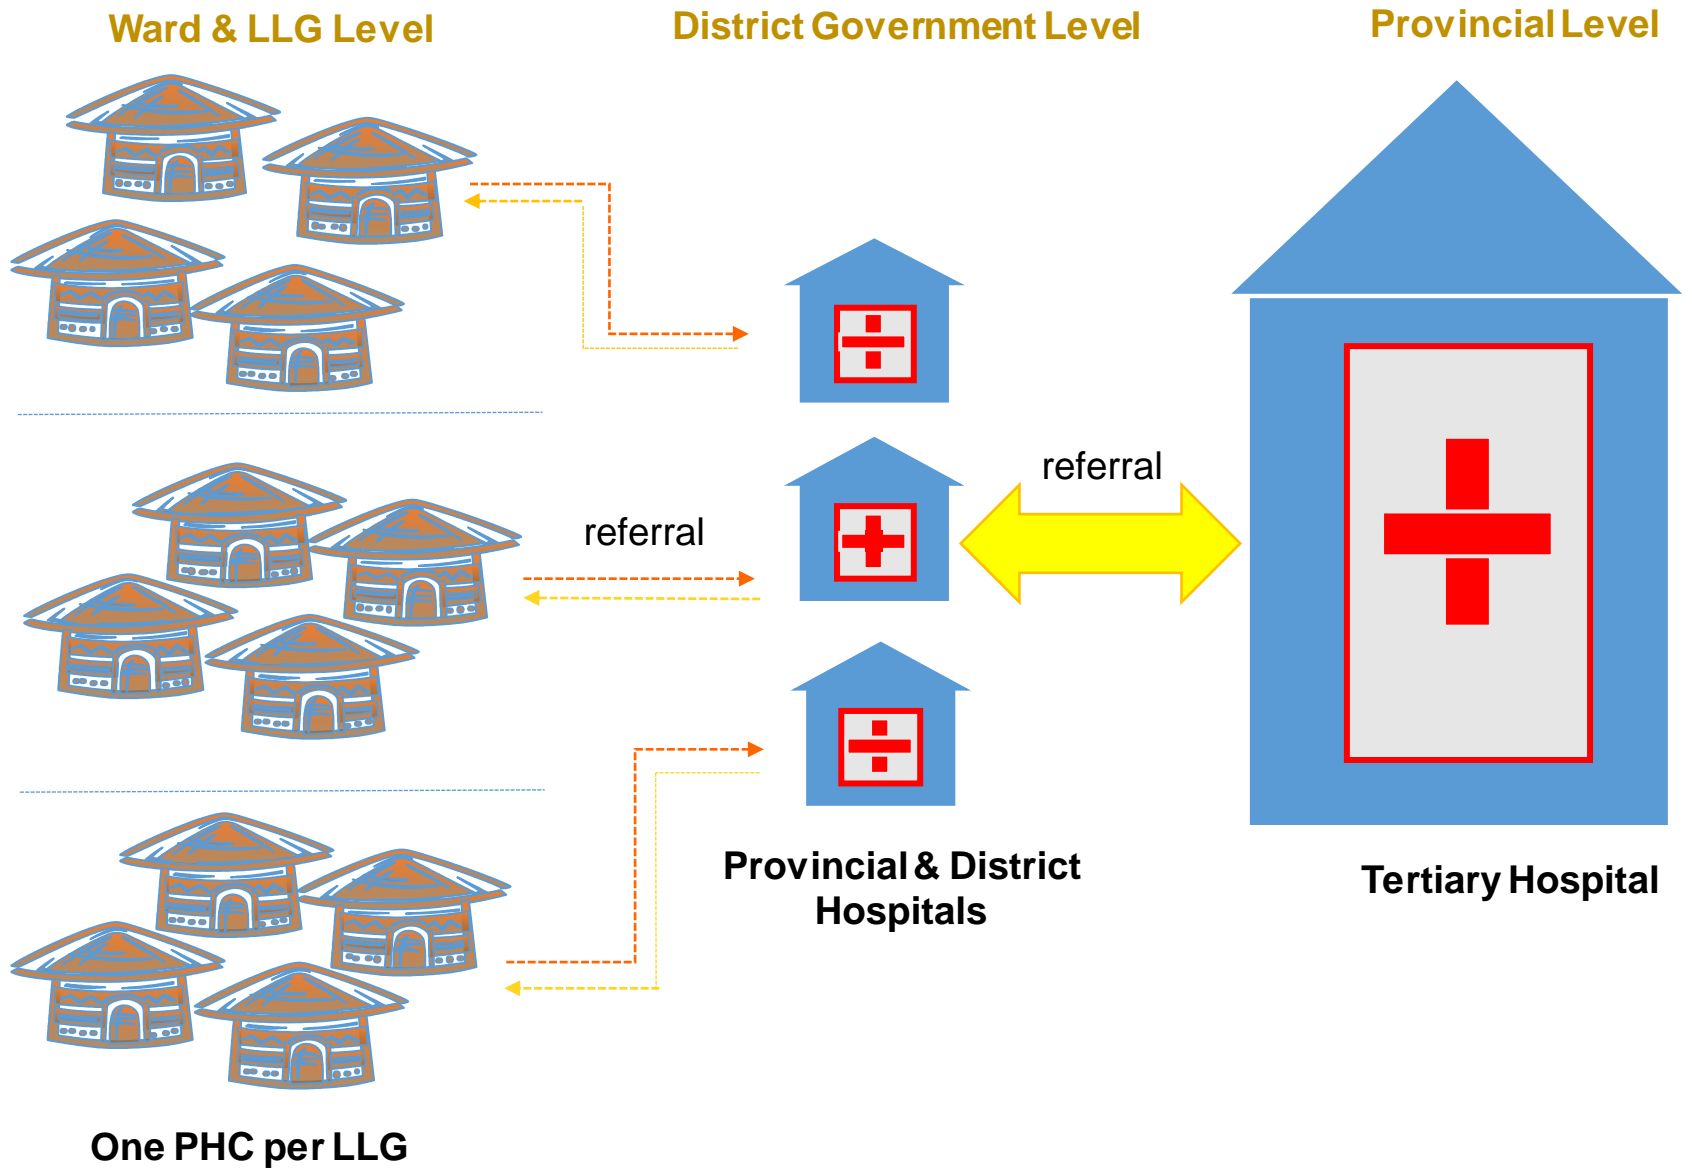 Ward & LLG Level
District Government Level
Provincial Level
referral
referral
Provincial & District
Hospitals
Tertiary Hospital
One PHC per LLG